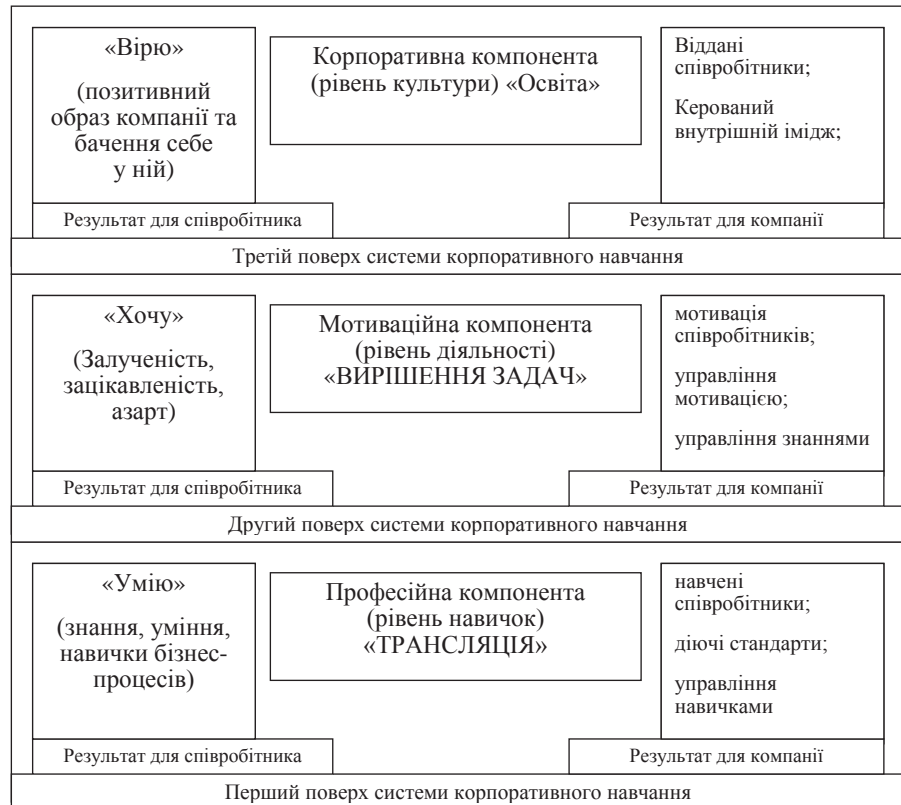 «Вірю»
(позитивний
образ компанії та
бачення себе
у ній)
Корпоративна компонента
(рівень культури) «Освіта»
Віддані
співробітники;
Керований
внутрішній імідж;
Результат для співробітника
Результат для компанії
Третій поверх системи корпоративного навчання
«Хочу»
(Залученість,
зацікавленість,
азарт)
Мотиваційна компонента
(рівень діяльності)
«ВИРІШЕННЯ ЗАДАЧ»
мотивація
співробітників;
управління
мотивацією;
управління знаннями
Результат для співробітника
Результат для компанії
Другий поверх системи корпоративного навчання
«Умію»
(знання, уміння,
навички бізнес-
процесів)
Професійна компонента
(рівень навичок)
«ТРАНСЛЯЦІЯ»
навчені
співробітники;
діючі стандарти;
управління
навичками
Результат для співробітника
Результат для компанії
Перший поверх системи корпоративного навчання